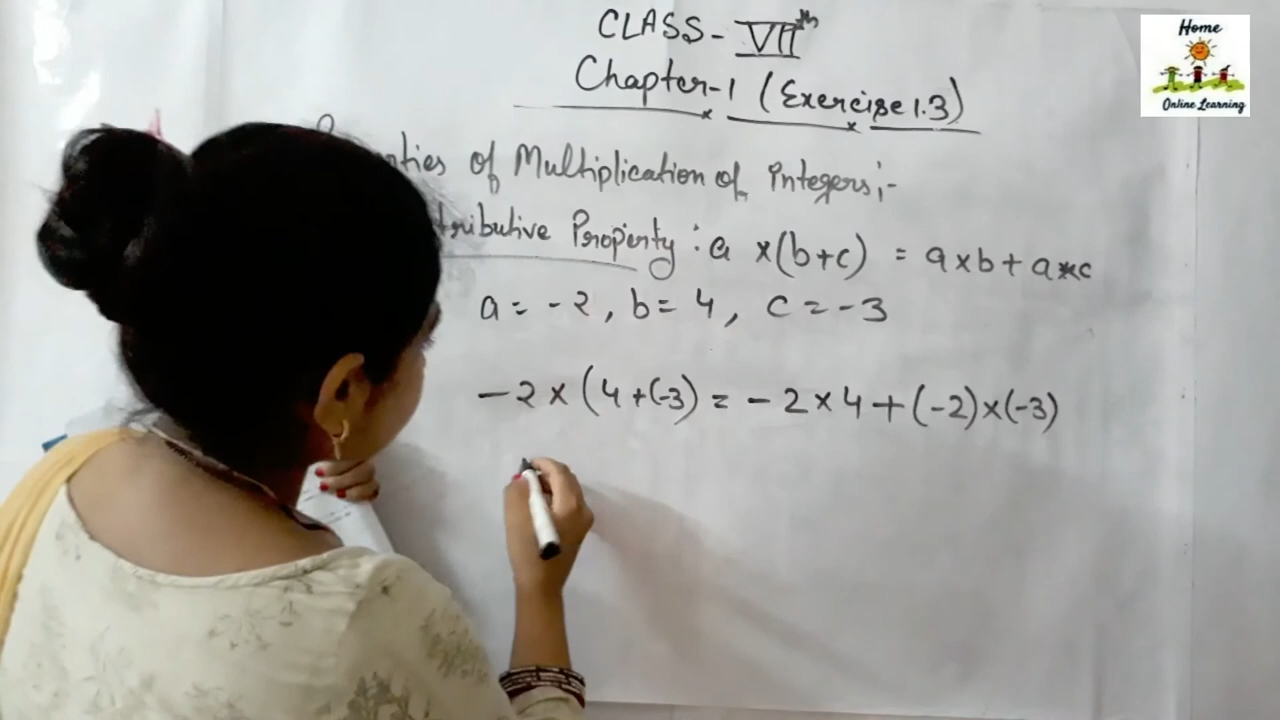 CLASS - VIIth
Chapter-1 (Exercise 1.3)
of Multiplication of Integers;-
Property : a ×(b+c) = a×b+a×c
a = -2, b= 4, c = -3
-2 × (4+(-3) = -2×4+(-2)×(-3)
Home
Online Learning